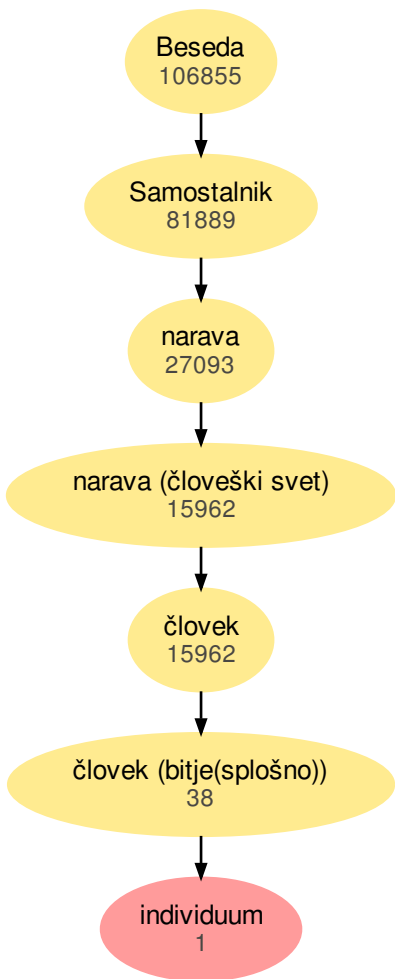 Beseda
106855
Samostalnik
81889
narava
27093
narava (človeški svet)
15962
človek
15962
človek (bitje(splošno))
38
individuum
1